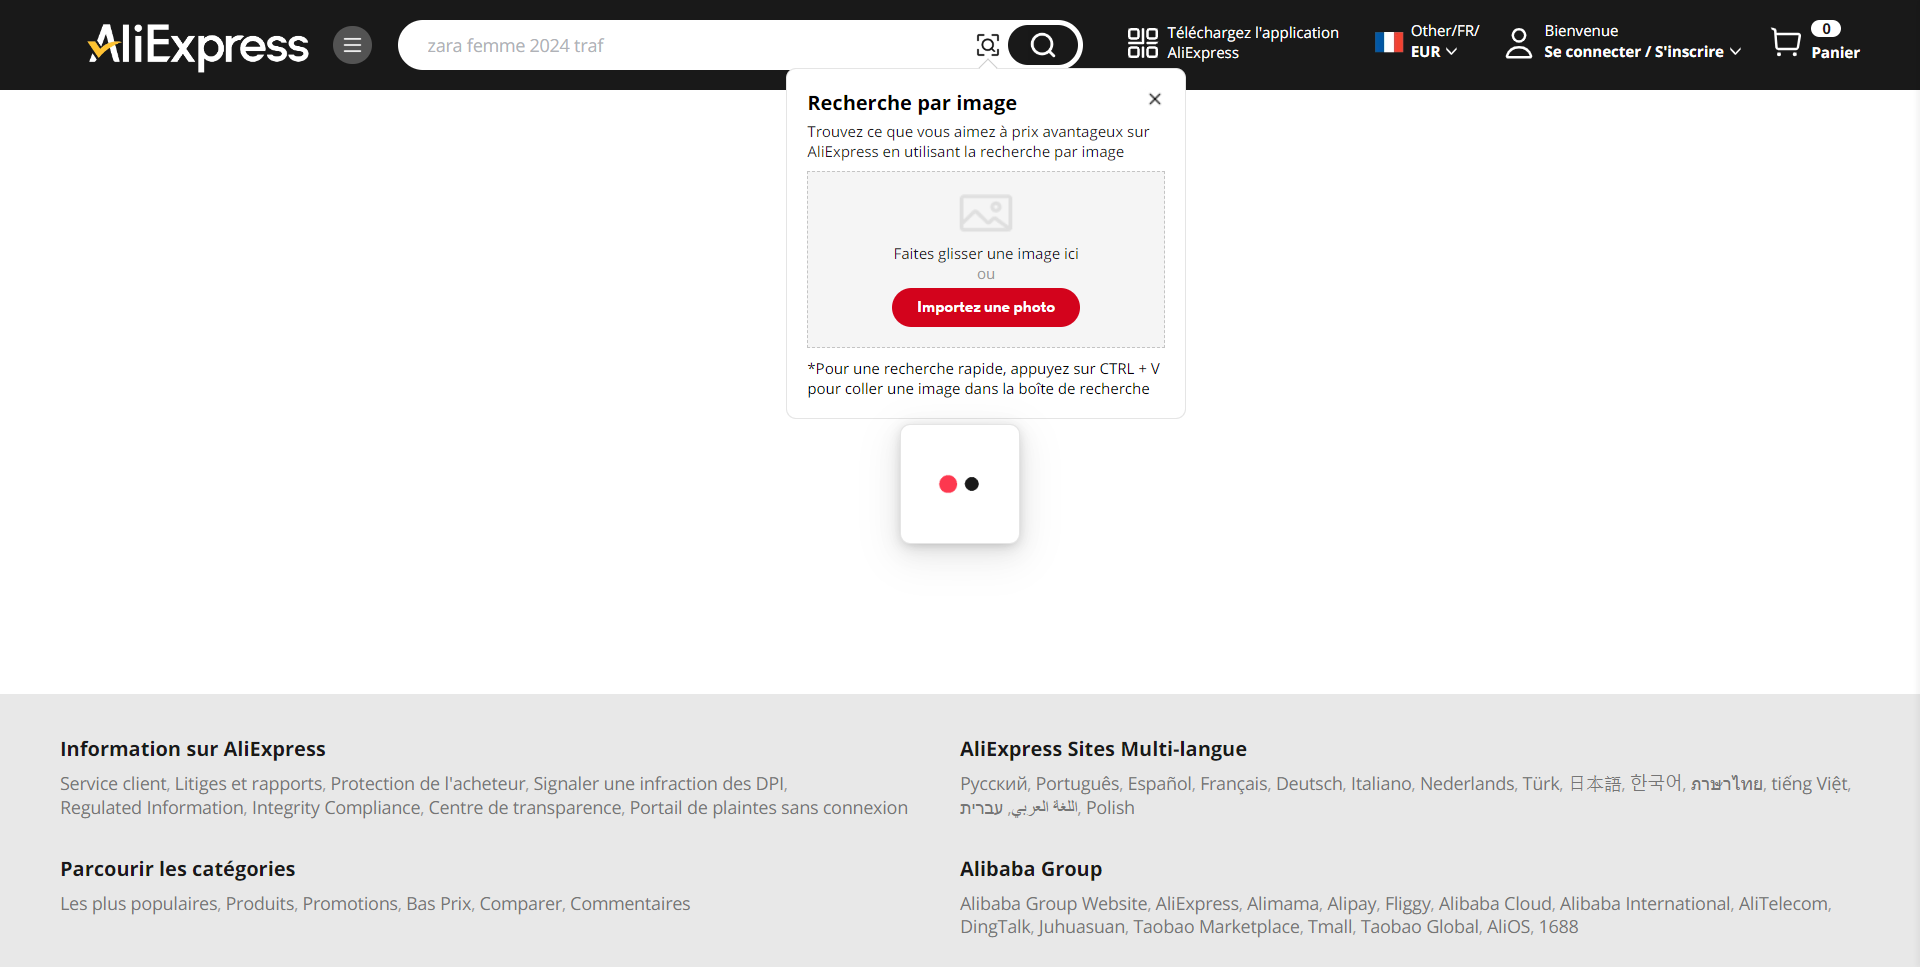 AliExpress
zara femme 2024 traf
Téléchargez l'application
AliExpress
Other/FR/
EUR
Bienvenue
Se connecter / S'inscrire
0
Panier
Recherche par image
Trouvez ce que vous aimez à prix avantageux sur
AliExpress en utilisant la recherche par image
Faites glisser une image ici
ou
Importez une photo
*Pour une recherche rapide, appuyez sur CTRL + V
pour coller une image dans la boîte de recherche
Information sur AliExpress
Service client, Litiges et rapports, Protection de l'acheteur, Signaler une infraction des DPI,
Regulated Information, Integrity Compliance, Centre de transparence, Portail de plaintes sans connexion
AliExpress Sites Multi-langue
Русский, Português, Español, Français, Deutsch, Italiano, Nederlands, Türk, 日本語, 한국어, ภาษาไทย, tiếng Việt,
اللغة العربي, עברית, Polish
Parcourir les catégories
Les plus populaires, Produits, Promotions, Bas Prix, Comparer, Commentaires
Alibaba Group
Alibaba Group Website, AliExpress, Alimama, Alipay, Fliggy, Alibaba Cloud, Alibaba International, AliTelecom,
DingTalk, Juhuasuan, Taobao Marketplace, Tmall, Taobao Global, AliOS, 1688